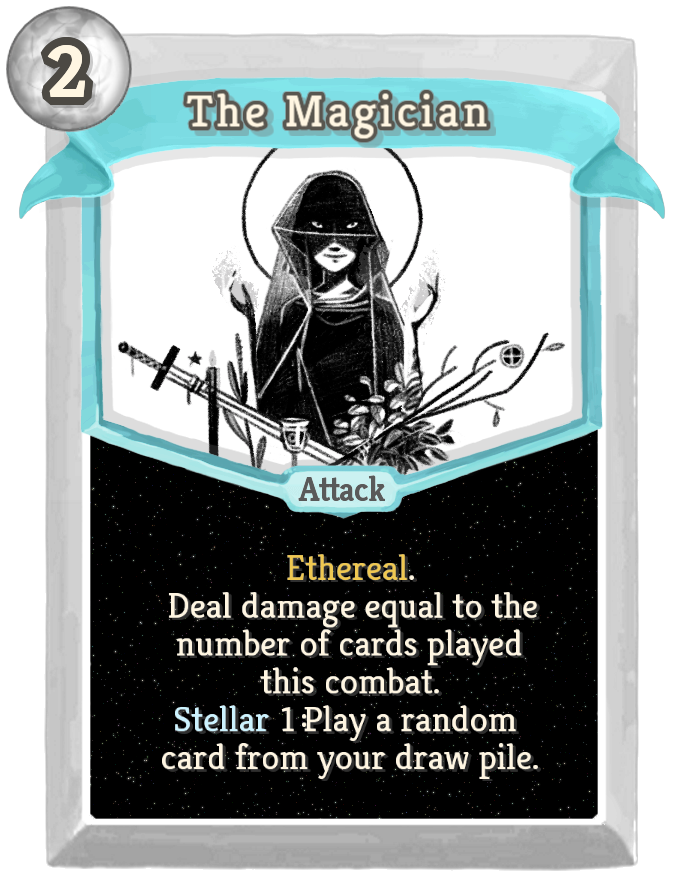 2
The Magician
Attack
Ethereal.
Deal damage equal to the
number of cards played
this combat.
Stellar 1:Play a random
card from your draw pile.